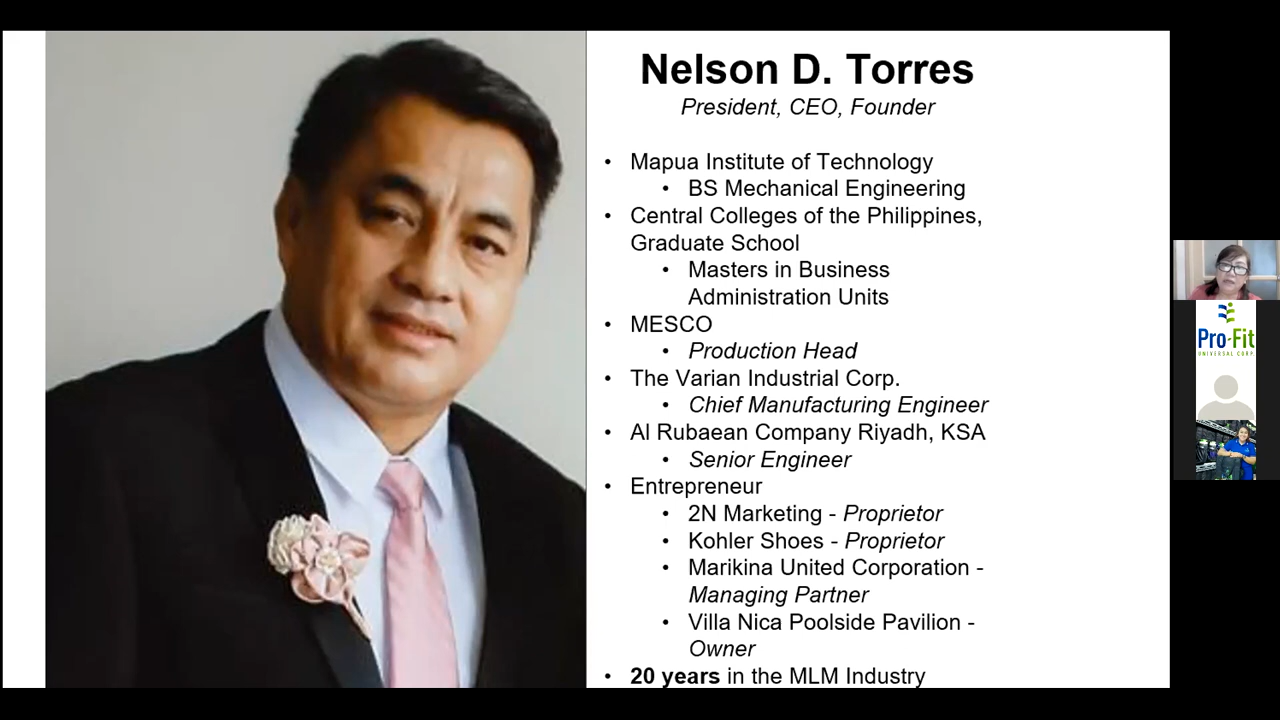 Nelson D. Torres
President, CEO, Founder
• Mapua Institute of Technology
• BS Mechanical Engineering
• Central Colleges of the Philippines,
Graduate School
• Masters in Business
Administration Units
• MESCO
• Production Head
• The Varian Industrial Corp.
• Chief Manufacturing Engineer
• Al Rubaean Company Riyadh, KSA
• Senior Engineer
• Entrepreneur
• 2N Marketing - Proprietor
• Kohler Shoes - Proprietor
• Marikina United Corporation -
Managing Partner
• Villa Nica Poolside Pavilion -
Owner
• 20 years in the MLM Industry
Pro-Fit
UNIVERSAL CORP.